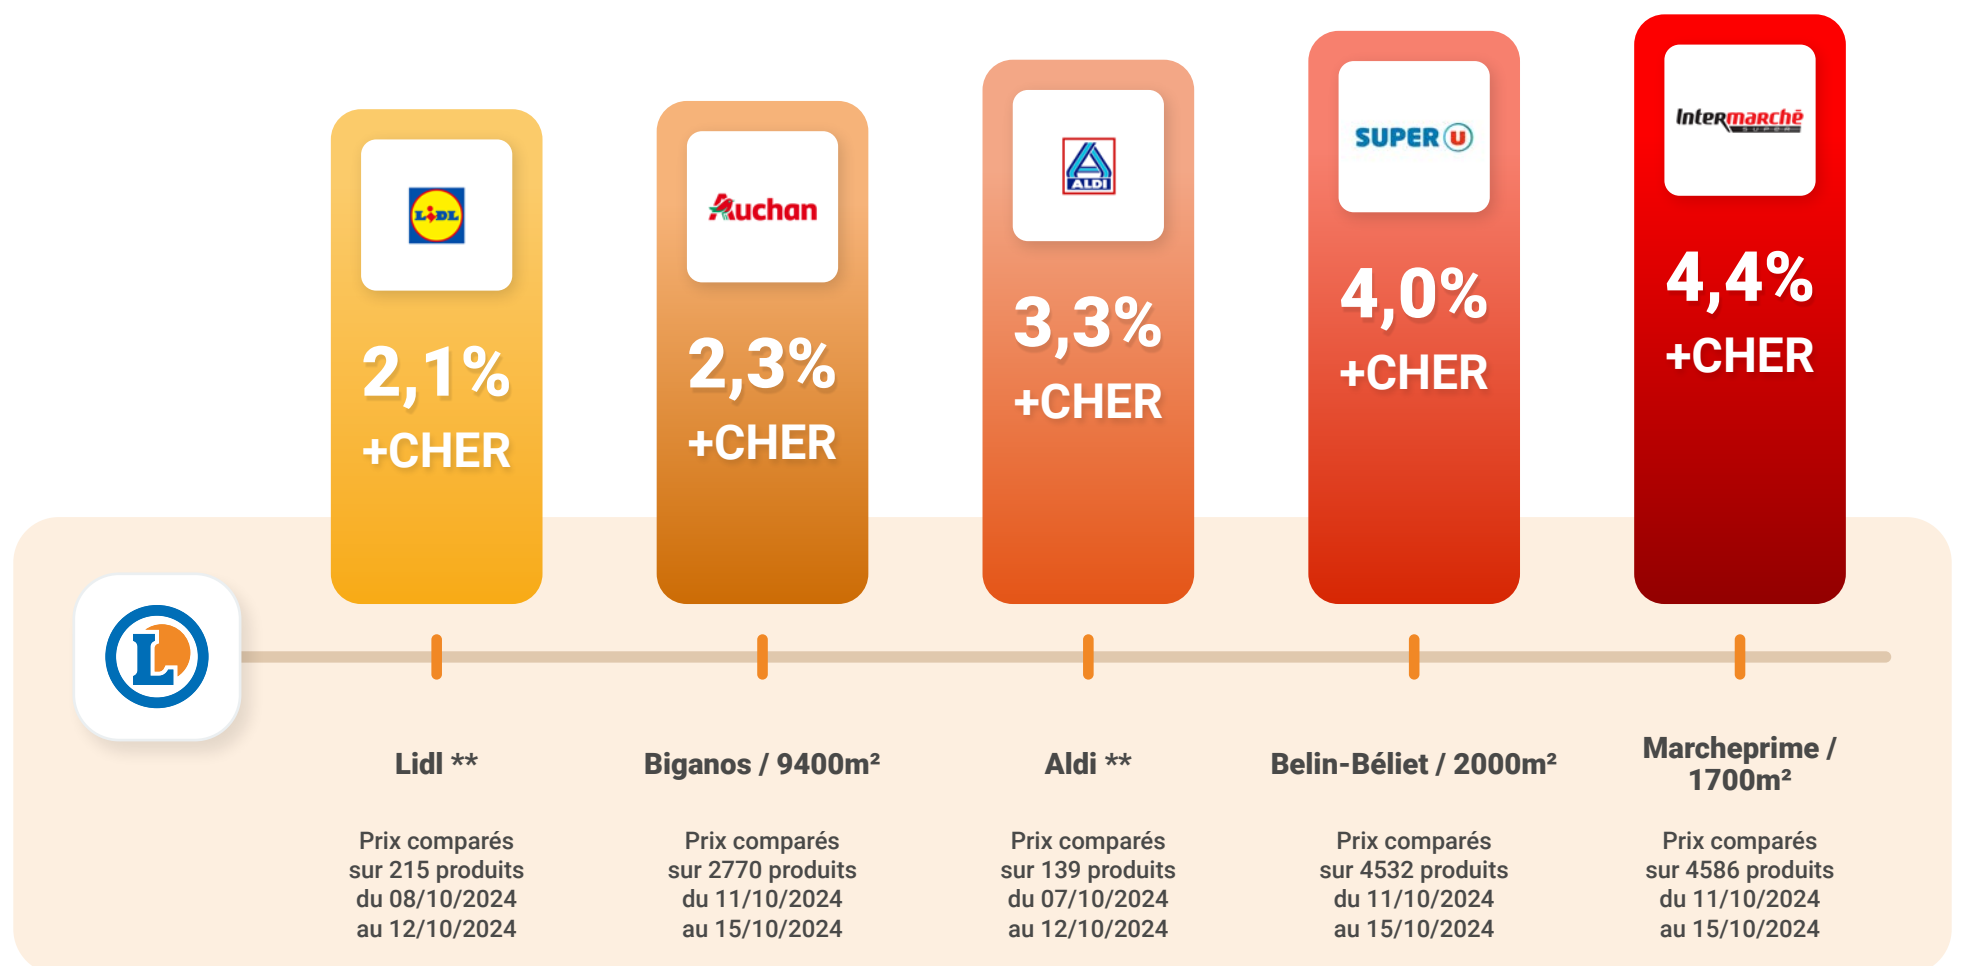 LIDL
2,1%
+CHER
Auchan
2,3%
+CHER
ALDI
3,3%
+CHER
SUPER U
4,0%
+CHER
Intermarchē
SUPER
4,4%
+CHER
L
Lidl **
Prix comparés
sur 215 produits
du 08/10/2024
au 12/10/2024
Biganos / 9400m²
Prix comparés
sur 2770 produits
du 11/10/2024
au 15/10/2024
Aldi **
Prix comparés
sur 139 produits
du 07/10/2024
au 12/10/2024
Belin-Béliet / 2000m²
Prix comparés
sur 4532 produits
du 11/10/2024
au 15/10/2024
Marcheprime /
1700m²
Prix comparés
sur 4586 produits
du 11/10/2024
au 15/10/2024